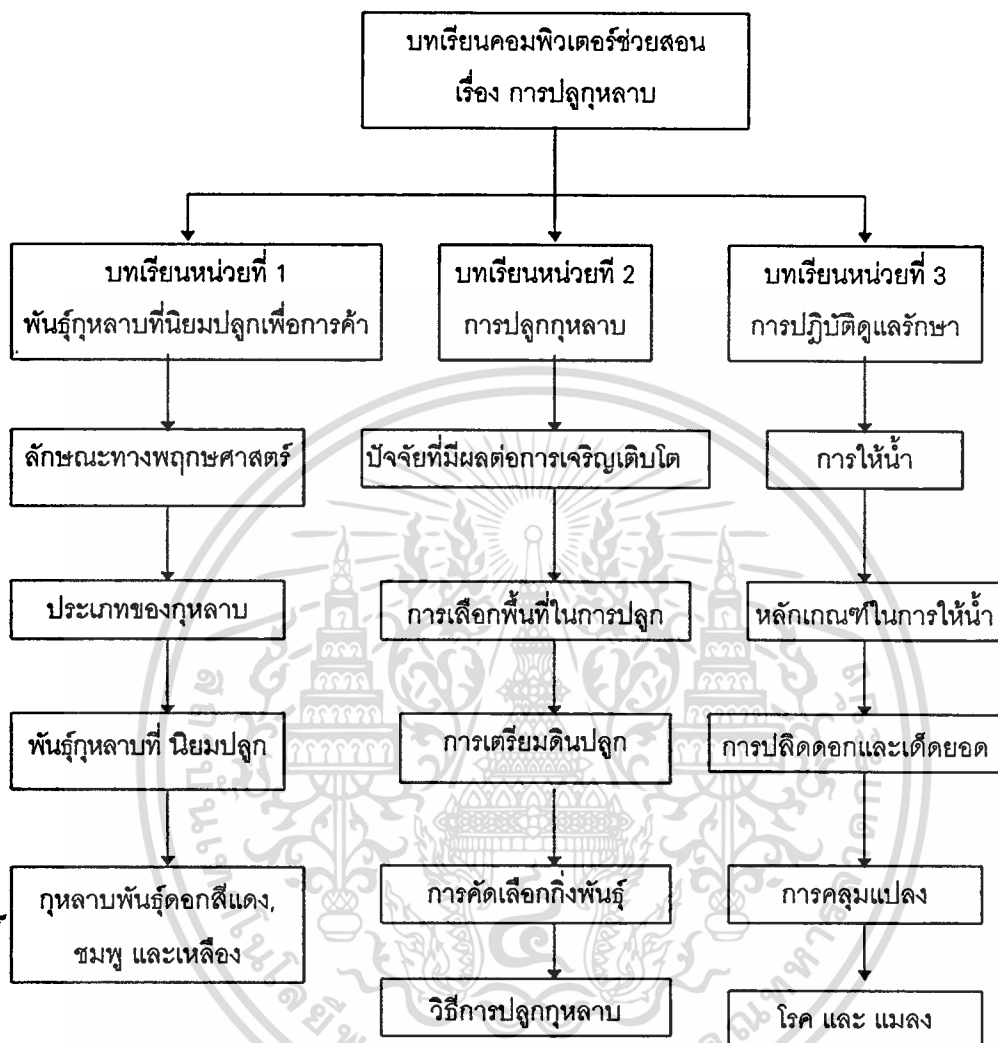 บทเรียนคอมพิวเตอร์ช่วยสอน
เรื่อง การปลูกุหลาบ
บทเรียนหน่วยที่ 1
พันธุ์กุหลาบที่นิยมปลูกเพื่อการค้า
บทเรียนหน่วยที่ 2
การปลูกกุหลาบ
บทเรียนหน่วยที่ 3
การปฏิบัติดูแลรักษา
ลักษณะทางพฤกษศาสตร์
ปัจจัยที่มีผลต่อการเจริญเติบโต
การให้น้ำ
ประเภทของกุหลาบ
การเลือกพื้นที่ในการปลูก
หลักเกณฑ์ในการให้น้ำ
พันธุ์กุหลาบที่ นิยมปลูก
การเตรียมดินปลูก
การปลิดดอกและเด็ดยอด
กุหลาบพันธุ์ดอกสีแดง,
ชมพู และเหลือง
การคัดเลือกกิ่งพันธุ์
การคลุมแปลง
วิธีการปลูกกุหลาบ
โรค และ แมลง